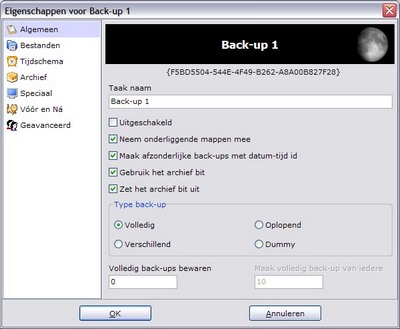 Eigenschappen voor Back-up 1
Algemeen
Bestanden
Tijdschema
Archief
Speciaal
Vóór en Ná
Geavanceerd
Back-up 1
{F5BD5504-544E-4F49-B262-A8A00B827F28}
Taak naam
Back-up 1
Uitgeschakeld
Neem onderliggende mappen mee
Maak afzonderlijke back-ups met datum-tijd id
Gebruik het archief bit
Zet het archief bit uit
Type back-up
Volledig
Oplopend
Verschillend
Dummy
Volledig back-ups bewaren
Maak volledig back-up van iedere
0
10
OK
Annuleren